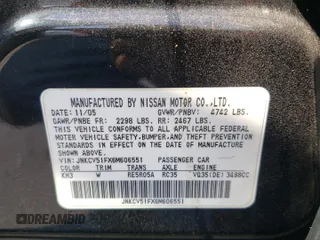 MANUFACTURED BY NISSAN MOTOR CO.,LTD.
DATE: 11/05 GVWR/PNBV: 4742 LBS.
GAWR/PNBE FR: 2298 LBS. RR: 2467 LBS.
THIS VEHICLE CONFORMS TO ALL APPLICABLE FEDERAL
MOTOR VEHICLE SAFETY, BUMPER, AND THEFT PREVENTION
STANDARDS IN EFFECT ON THE DATE OF MANUFACTURE
SHOWN ABOVE.
VIN: JNKCV51FX6M606551 PASSENGER CAR
COLOR TRIM TRANS AXLE ENGINE
KH3 W RE5R05A RC35 VQ35(DE) 3498CC
JNKCV51FX6M606551